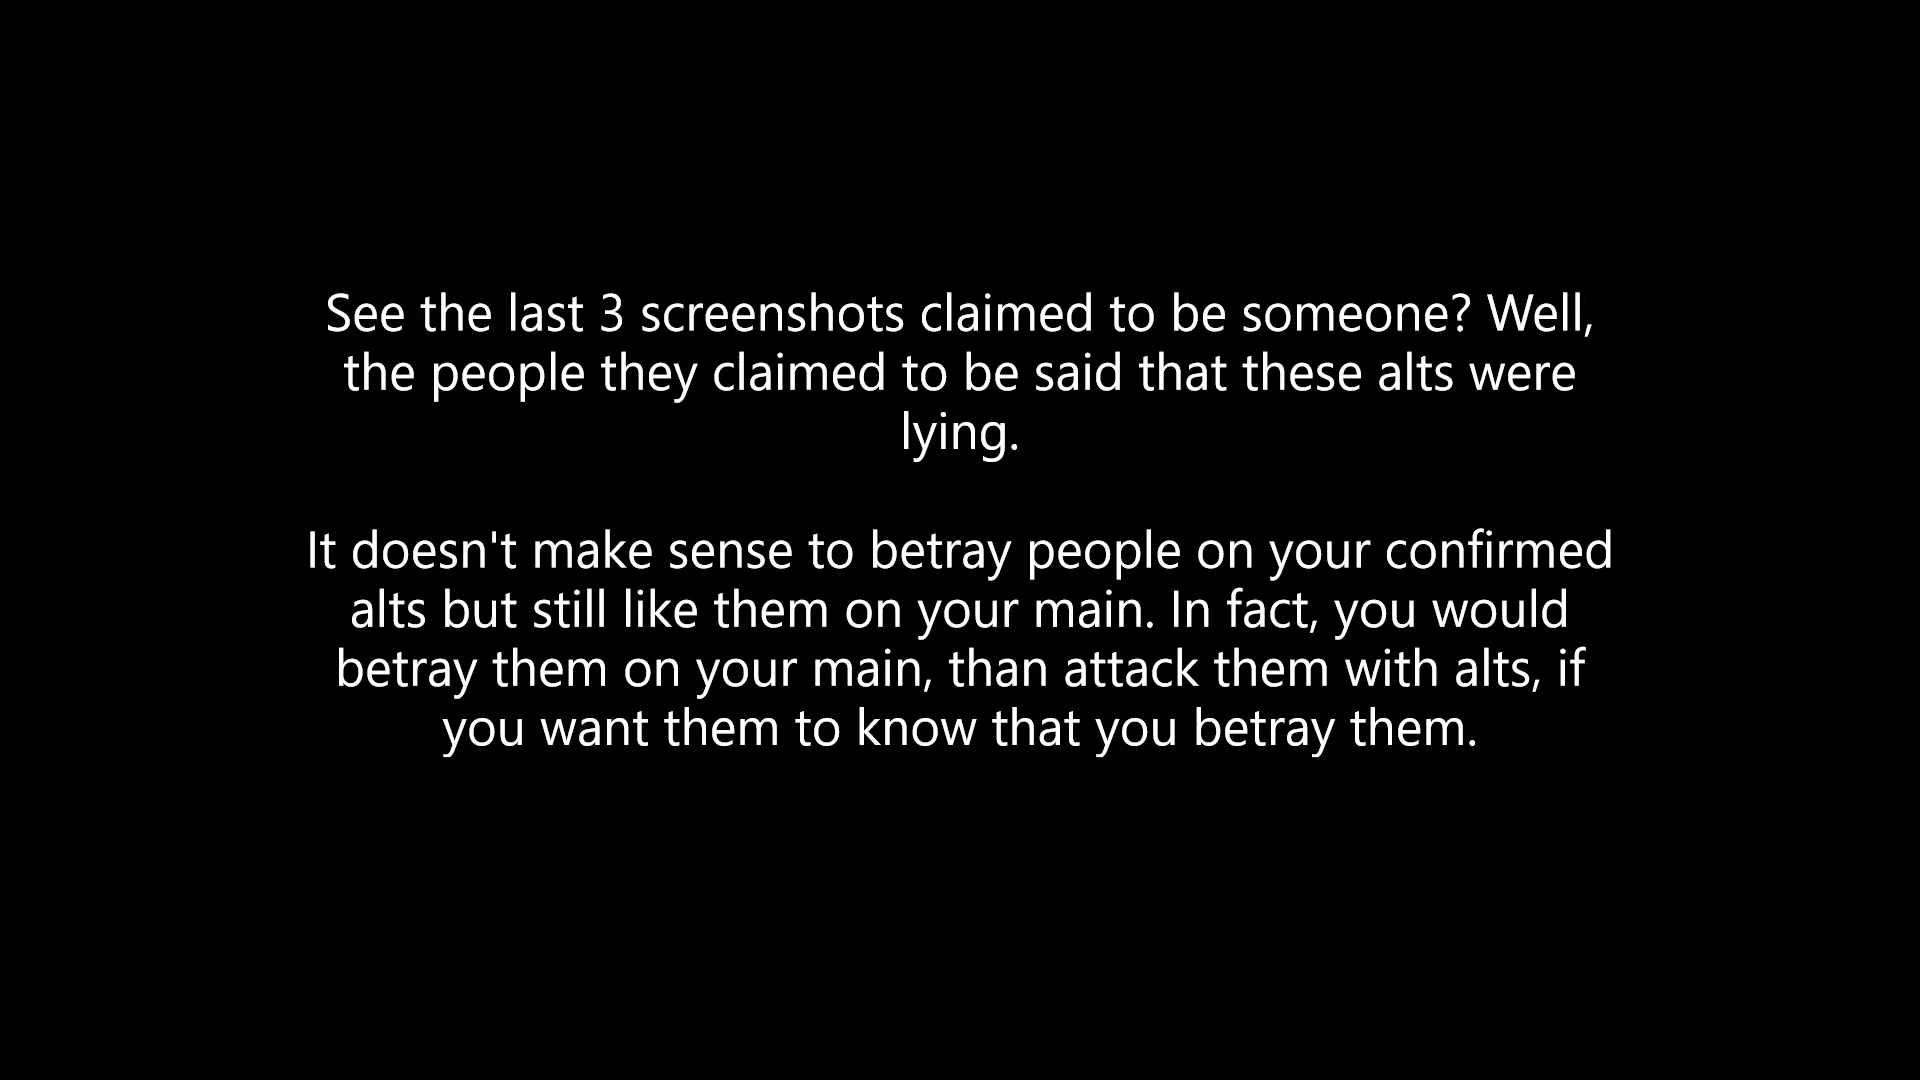 See the last 3 screenshots claimed to be someone? Well,
the people they claimed to be said that these alts were
lying.
It doesn't make sense to betray people on your confirmed
alts but still like them on your main. In fact, you would
betray them on your main, than attack them with alts, if
you want them to know that you betray them.